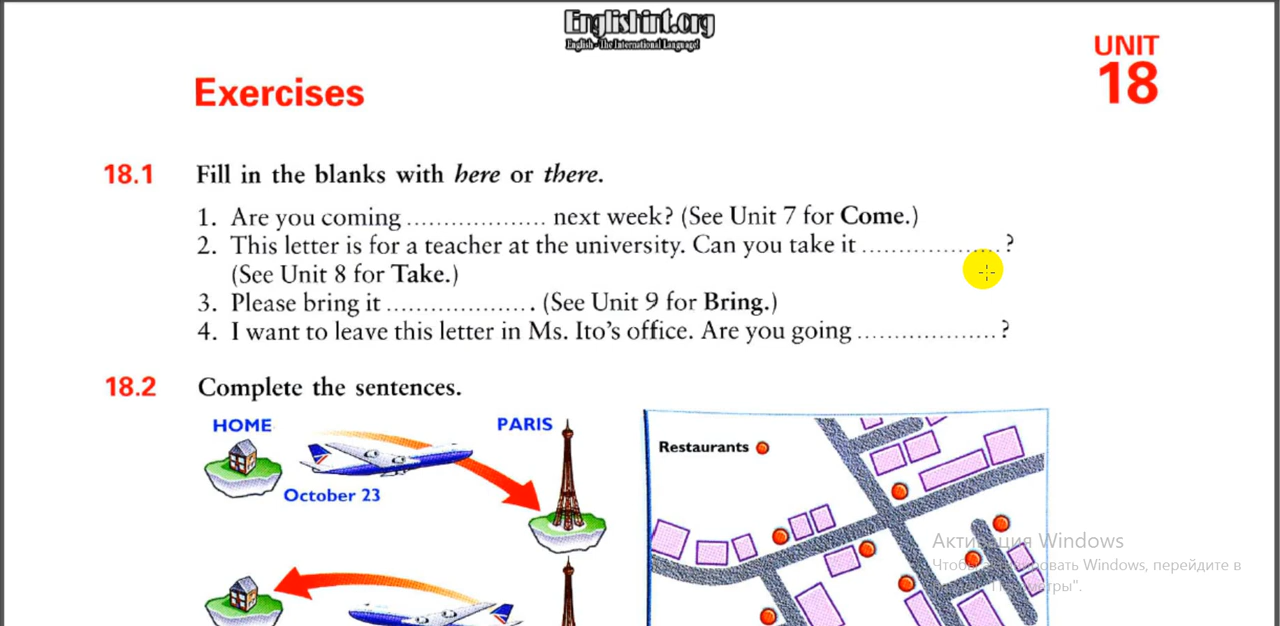 Englishint.org
English - The International Language!
UNIT
18
Exercises
18.1 Fill in the blanks with here or there.
1. Are you coming ................... next week? (See Unit 7 for Come.)
2. This letter is for a teacher at the university. Can you take it ................... ?
(See Unit 8 for Take.)
3. Please bring it ................... . (See Unit 9 for Bring.)
4. I want to leave this letter in Ms. Ito’s office. Are you going ................... ?
18.2 Complete the sentences.
HOME PARIS
October 23
Restaurants
Активация Windows
Чтобы активировать Windows, перейдите в
"Параметры".